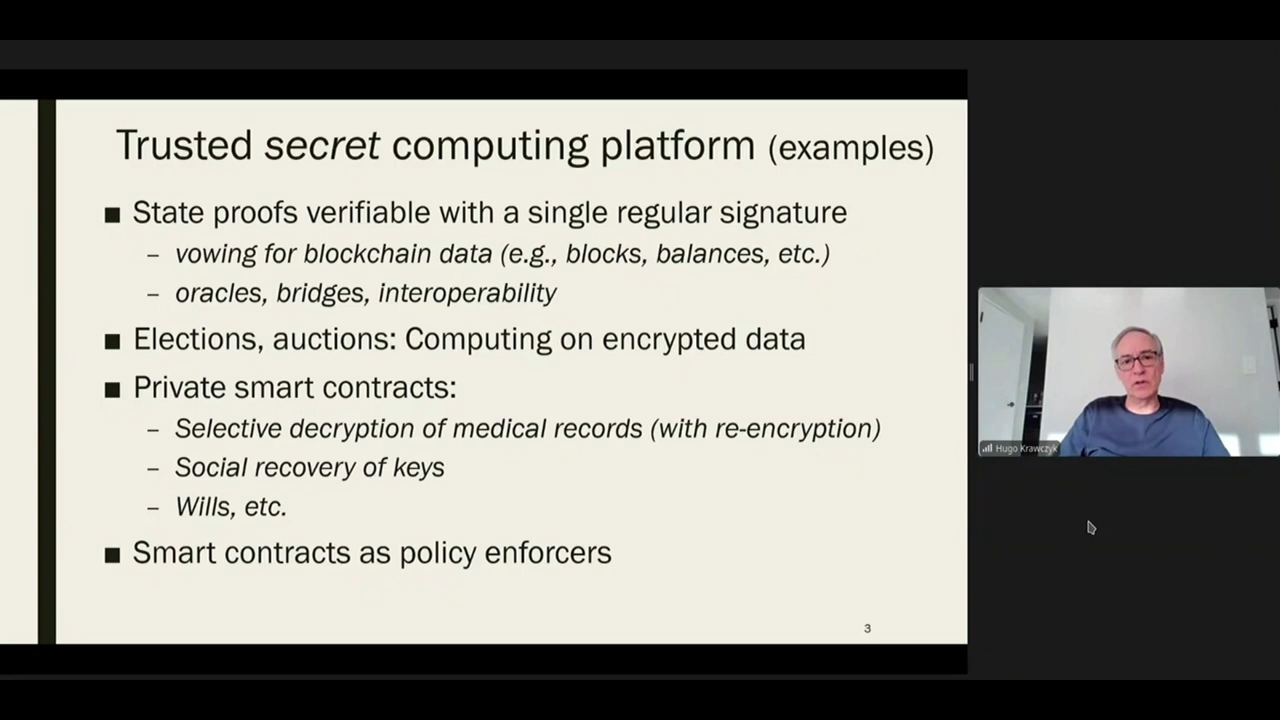 Trusted secret computing platform (examples)
■ State proofs verifiable with a single regular signature
– vowing for blockchain data (e.g., blocks, balances, etc.)
– oracles, bridges, interoperability
■ Elections, auctions: Computing on encrypted data
■ Private smart contracts:
– Selective decryption of medical records (with re-encryption)
– Social recovery of keys
– Wills, etc.
■ Smart contracts as policy enforcers
3
Hugo Krawczyk